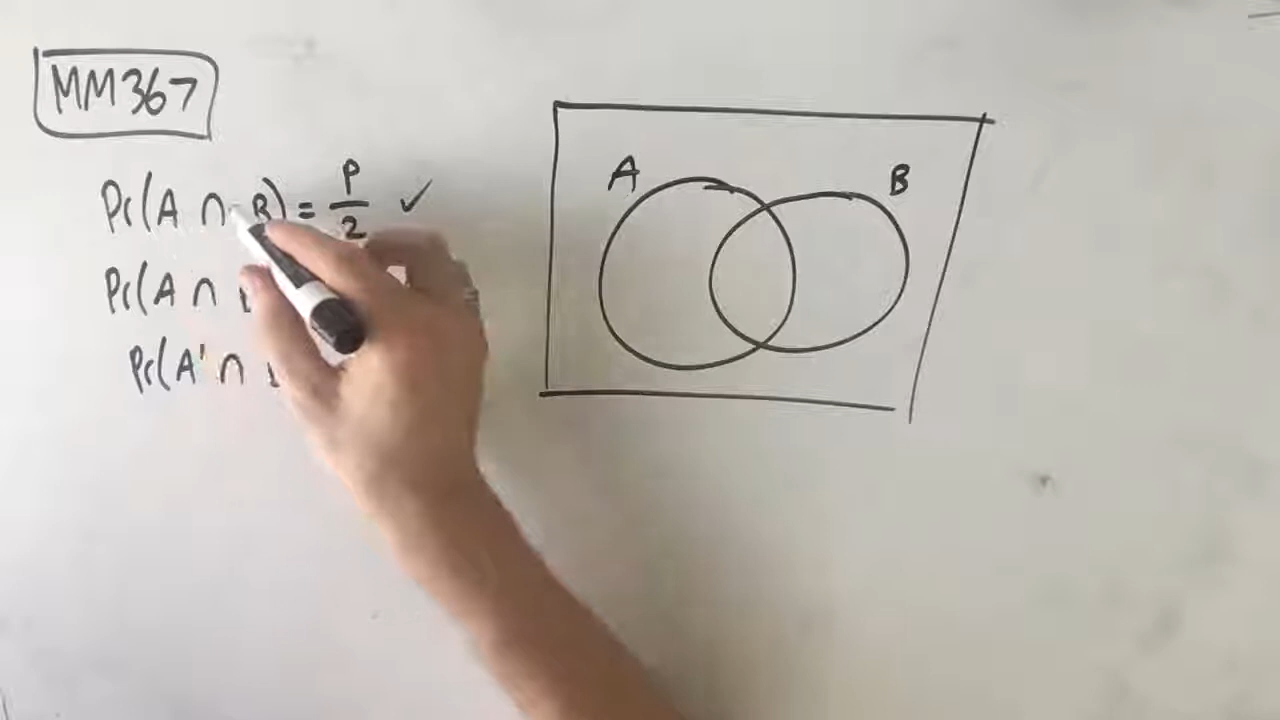 MM367
Pr(A ∩ B) = P/2 ✓
Pr(A ∩
Pr(A' ∩
A
B